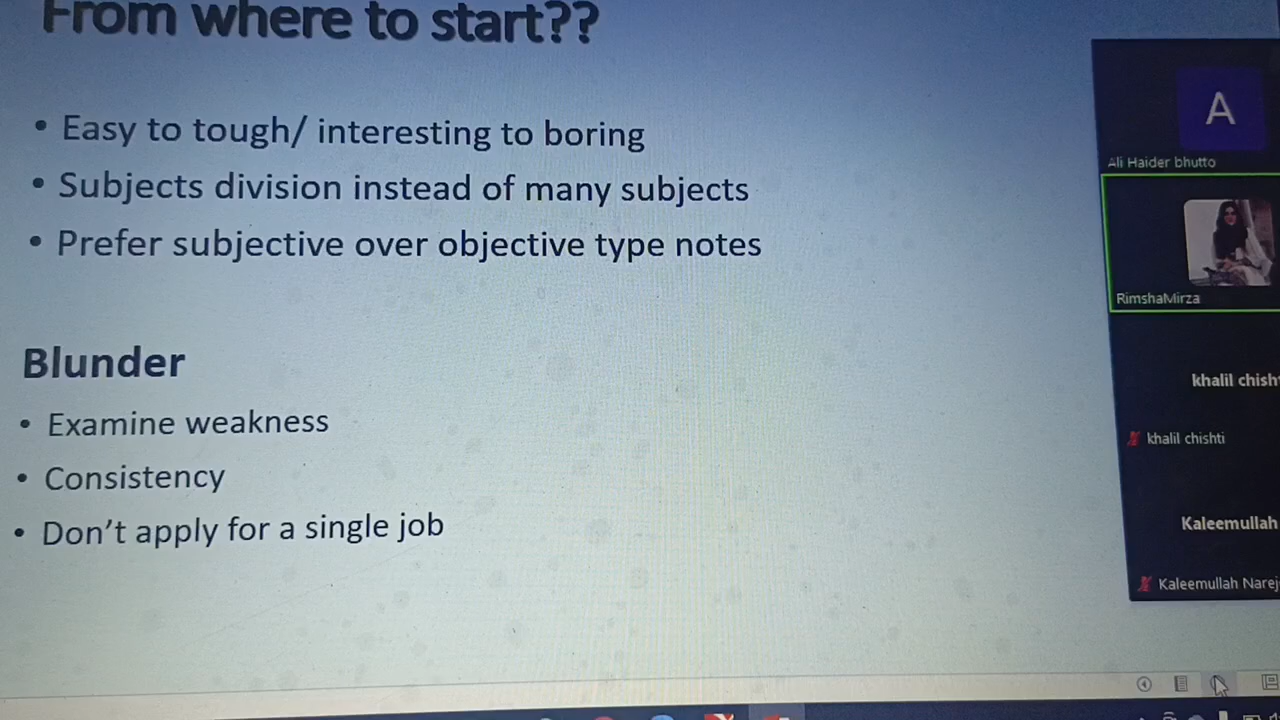 From where to start??
• Easy to tough/ interesting to boring
• Subjects division instead of many subjects
• Prefer subjective over objective type notes
Blunder
• Examine weakness
• Consistency
• Don't apply for a single job
A
Ali Haider bhutto
RimshaMirza
khalil chisht
khalil chishti
Kaleemullah
Kaleemullah Narej